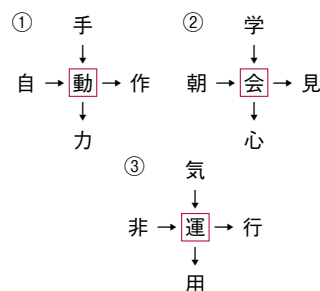 ① 手
自 → 動 → 作
力
② 学
朝 → 会 → 見
心
③ 気
非 → 運 → 行
用